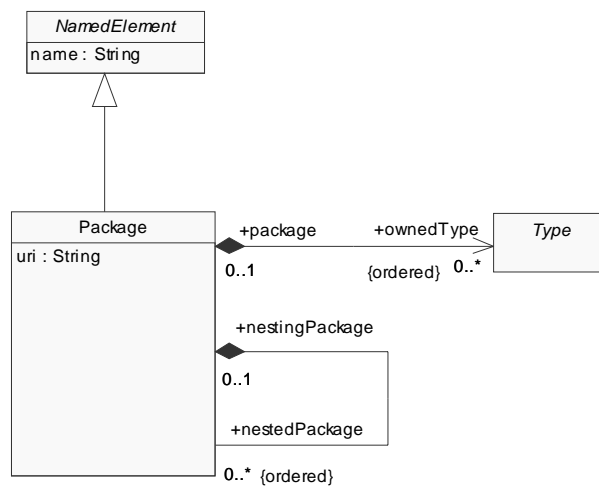 NamedElement
name : String
Package
uri : String
+package
+ownedType
Type
0..1
{ordered}
0..*
+nestingPackage
0..1
+nestedPackage
0..*
{ordered}